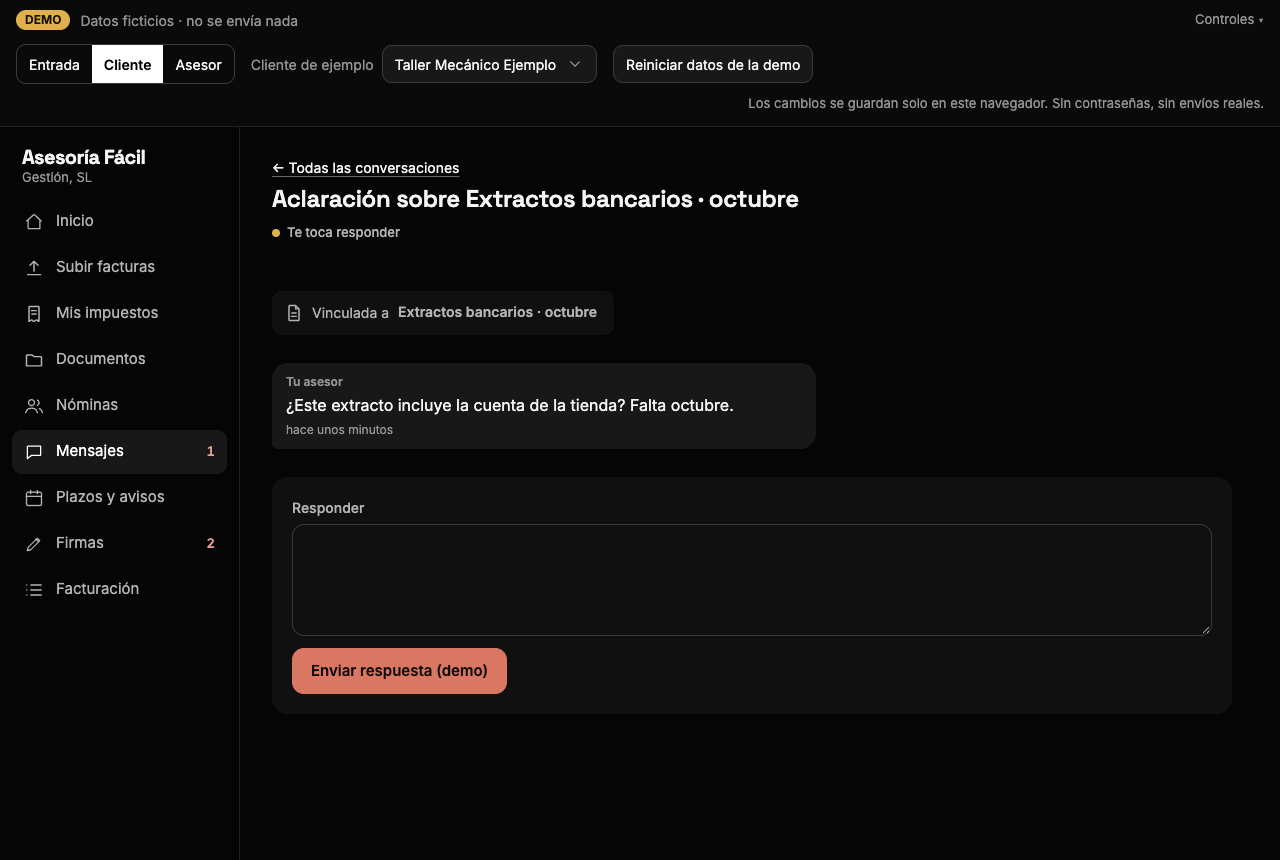 DEMO Datos ficticios · no se envía nada
Controles
Entrada Cliente Asesor Cliente de ejemplo Taller Mecánico Ejemplo Reiniciar datos de la demo
Los cambios se guardan solo en este navegador. Sin contraseñas, sin envíos reales.
Asesoría Fácil
Gestión, SL
Inicio
Subir facturas
Mis impuestos
Documentos
Nóminas
Mensajes 1
Plazos y avisos
Firmas 2
Facturación
← Todas las conversaciones
Aclaración sobre Extractos bancarios · octubre
Te toca responder
Vinculada a Extractos bancarios · octubre
Tu asesor
¿Este extracto incluye la cuenta de la tienda? Falta octubre.
hace unos minutos
Responder
Enviar respuesta (demo)